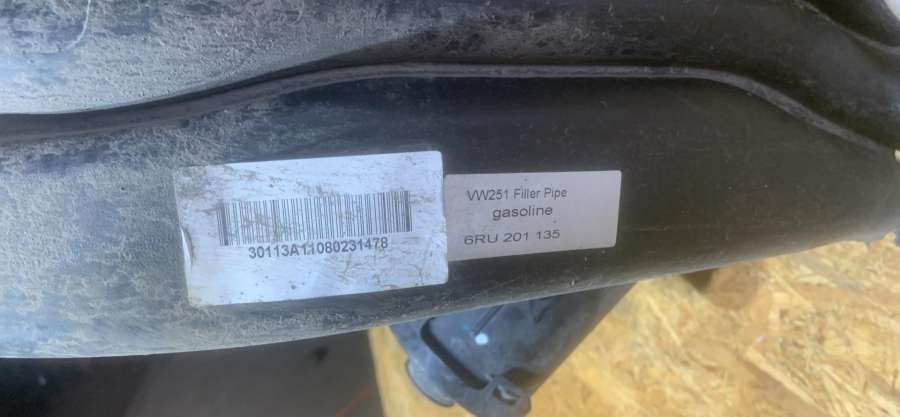 30113A11080231478
VW251 Filler Pipe
gasoline
6RU 201 135